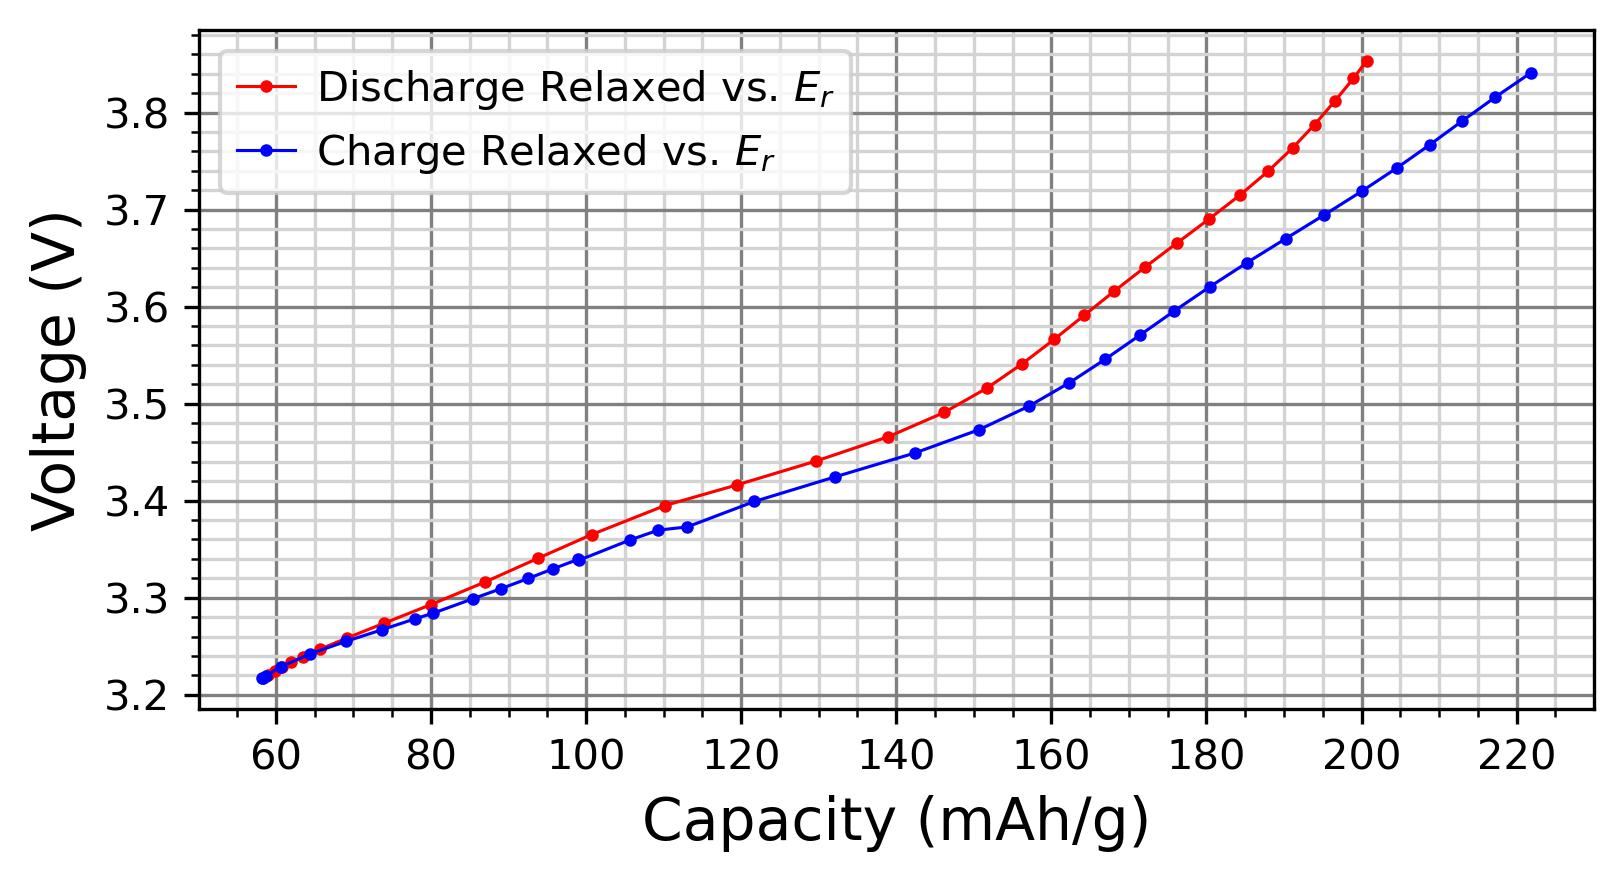 Discharge Relaxed vs. E_r
Charge Relaxed vs. E_r
3.8
3.7
3.6
3.5
3.4
3.3
3.2
Voltage (V)
60 80 100 120 140 160 180 200 220
Capacity (mAh/g)